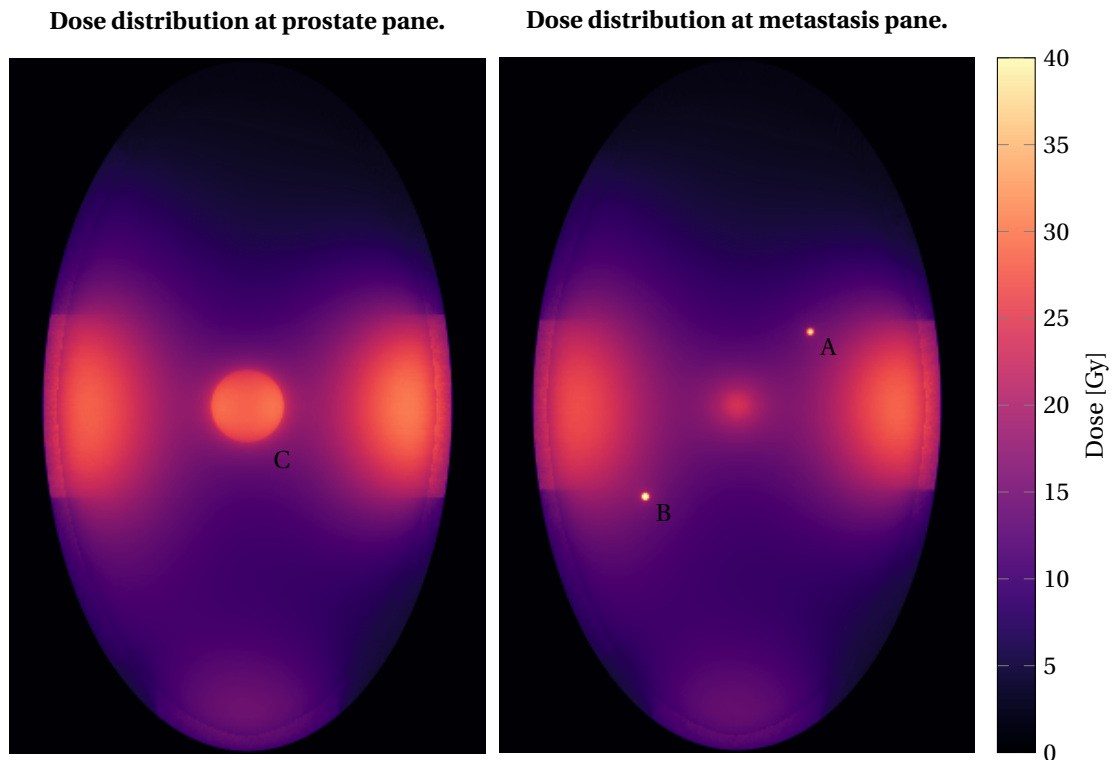 Dose distribution at prostate pane.
Dose distribution at metastasis pane.
C
A
B
40
35
30
25
20
15
10
5
0
Dose [Gy]